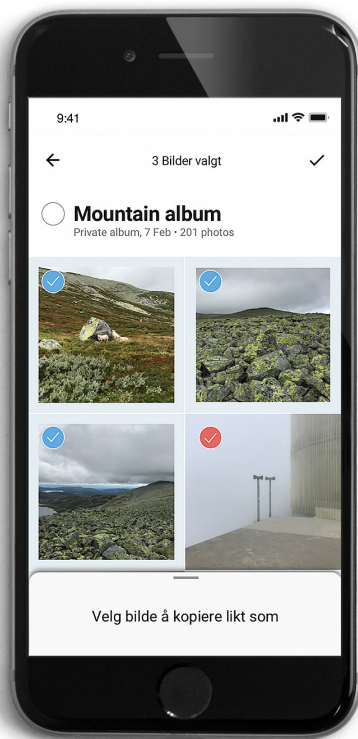 9:41
3 Bilder valgt
Mountain album
Private album, 7 Feb • 201 photos
Velg bilde å kopiere likt som